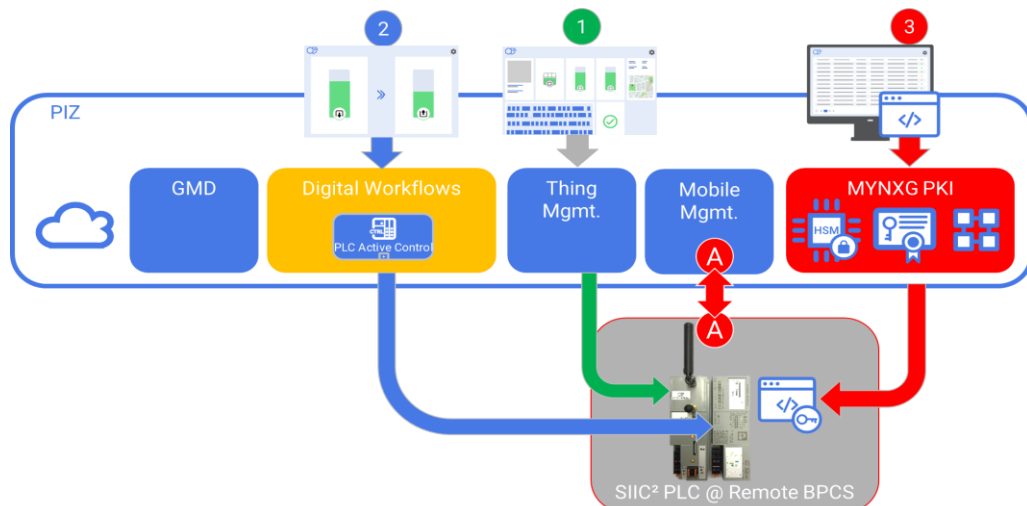 2
1
3
PIZ
GMD
Digital Workflows
Thing
Mgmt.
Mobile
Mgmt.
MYNXG PKI
CTRL
PLC Active Control
HSM
A
A
SIIC² PLC @ Remote BPCS